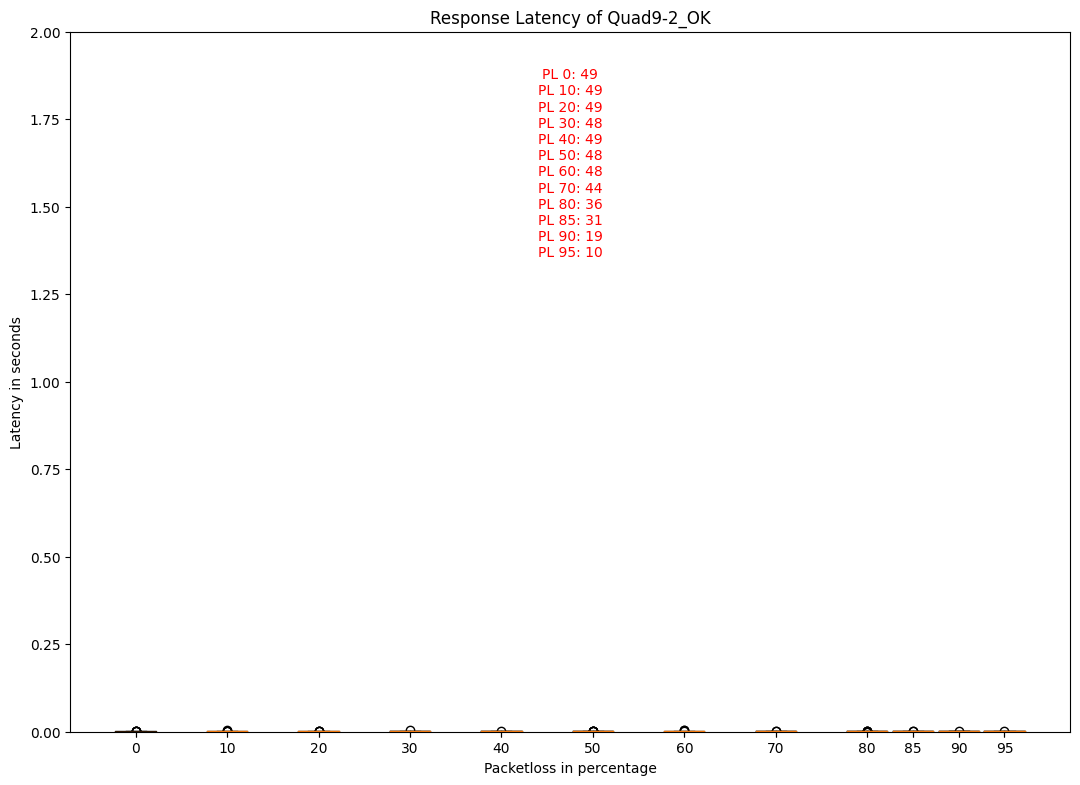 Response Latency of Quad9-2_OK
2.00
1.75
1.50
1.25
1.00
0.75
0.50
0.25
0.00
Latency in seconds
PL 0: 49
PL 10: 49
PL 20: 49
PL 30: 48
PL 40: 49
PL 50: 48
PL 60: 48
PL 70: 44
PL 80: 36
PL 85: 31
PL 90: 19
PL 95: 10
0 10 20 30 40 50 60 70 80 85 90 95
Packetloss in percentage